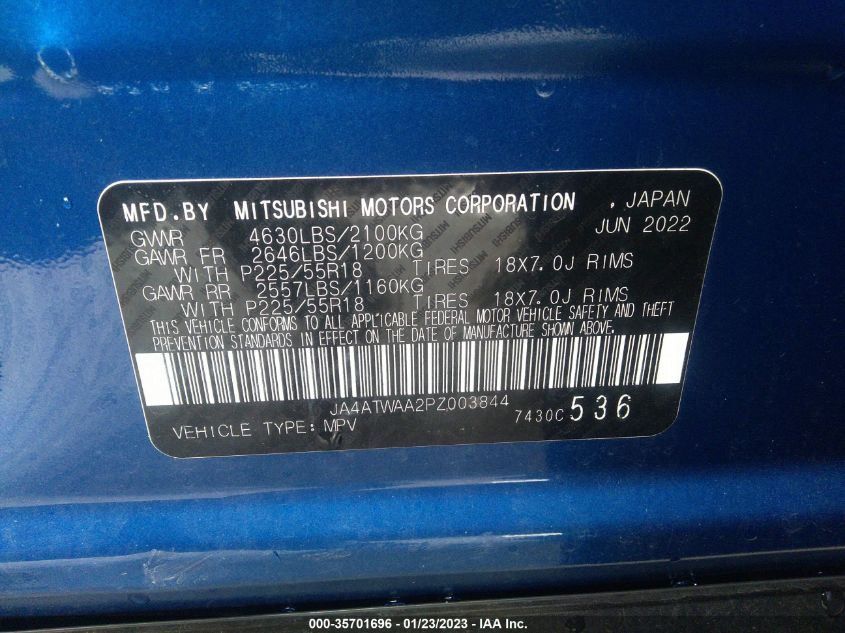 MFD.BY MITSUBISHI MOTORS CORPORATION , JAPAN
GVWR 4630LBS/2100KG JUN 2022
GAWR FR 2646LBS/1200KG
WITH P225/55R18 TIRES 18X7.0J RIMS
GAWR RR 2557LBS/1160KG
WITH P225/55R18 TIRES 18X7.0J RIMS
THIS VEHICLE CONFORMS TO ALL APPLICABLE FEDERAL MOTOR VEHICLE SAFETY AND THEFT
PREVENTION STANDARDS IN EFFECT ON THE DATE OF MANUFACTURE SHOWN ABOVE.
JA4ATWAA2PZ003844
7430C 536
VEHICLE TYPE: MPV
000-35701696 - 01/23/2023 - IAA Inc.